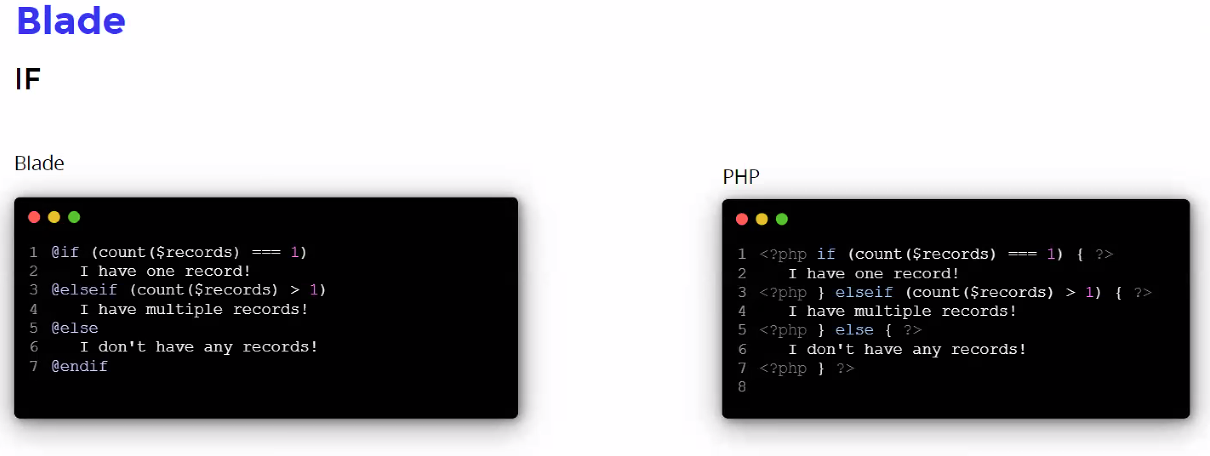 Blade
IF
Blade
1 @if (count($records) === 1)
2    I have one record!
3 @elseif (count($records) > 1)
4    I have multiple records!
5 @else
6    I don't have any records!
7 @endif
PHP
1 <?php if (count($records) === 1) { ?>
2    I have one record!
3 <?php } elseif (count($records) > 1) { ?>
4    I have multiple records!
5 <?php } else { ?>
6    I don't have any records!
7 <?php } ?>
8